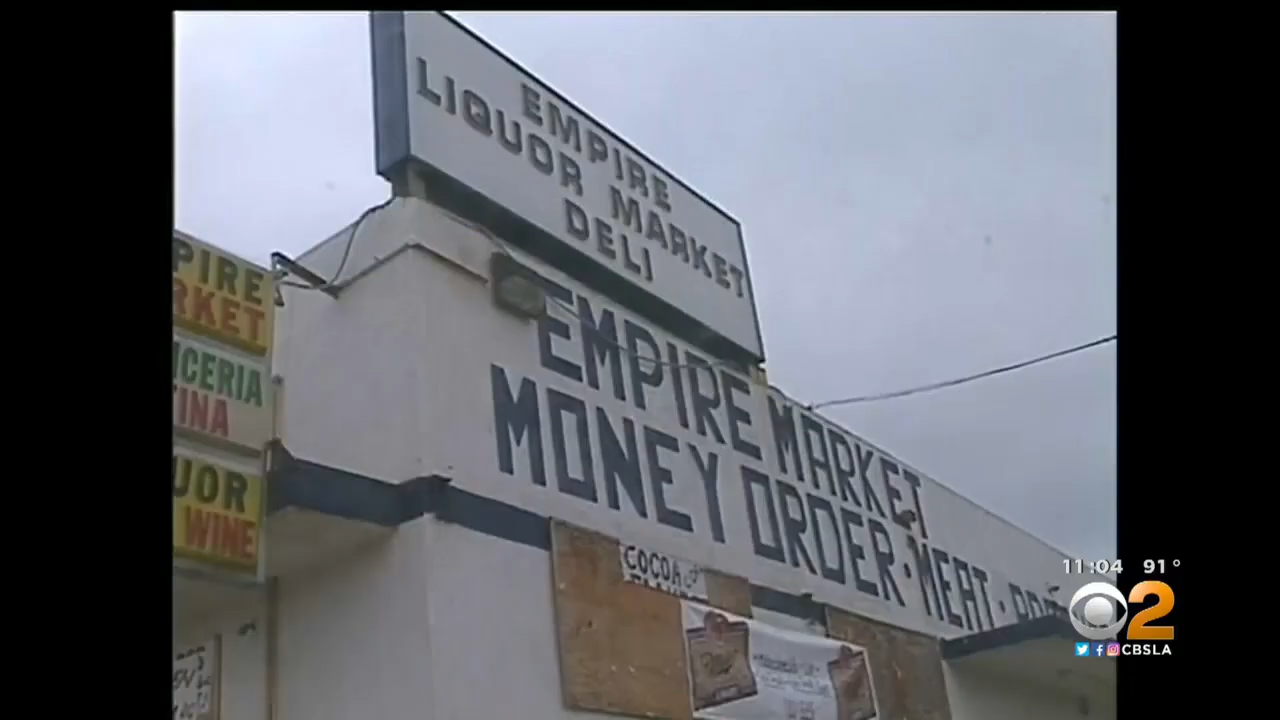 EMPIRE
LIQUOR MARKET
DELI
EMPIRE MARKET
MONEY ORDER · MEAT ·
PIRE
RKET
ICERIA
TINA
UOR
WINE
COCOA
11:04 91°
2
CBSLA